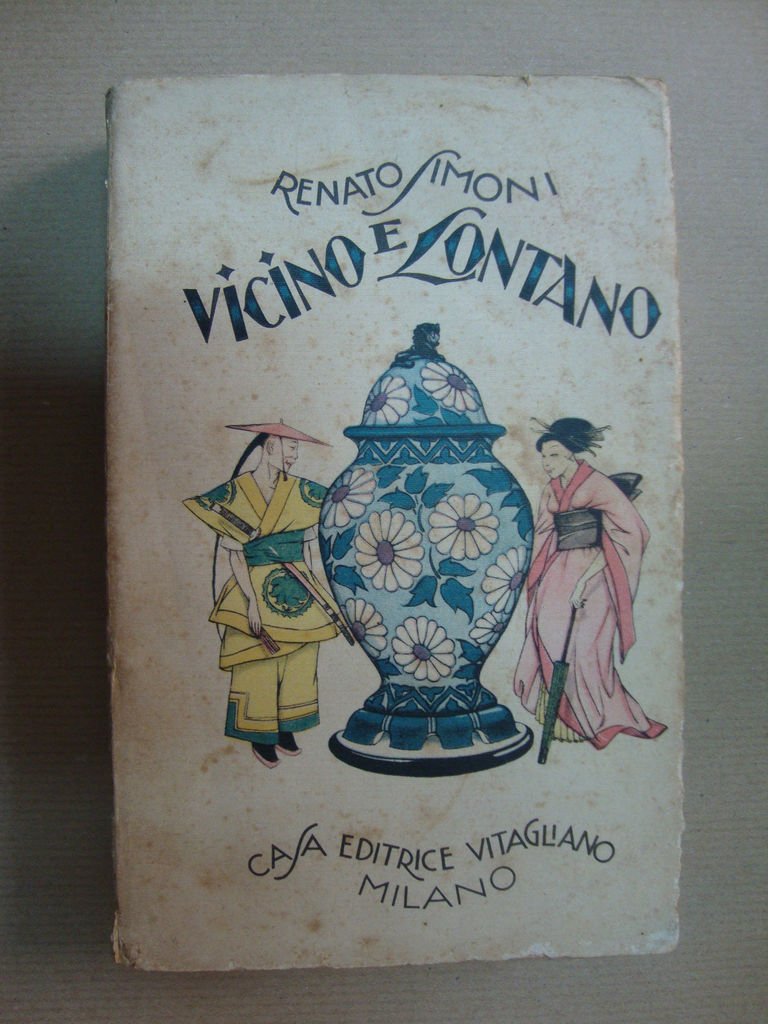 RENATO SIMONI
VICINO E LONTANO
CASA EDITRICE VITAGLIANO
MILANO